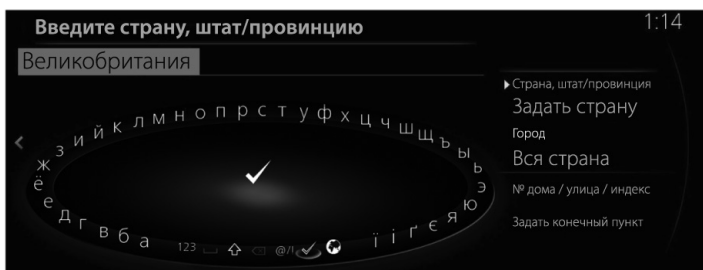 Введите страну, штат/провинцию
1:14
Великобритания
Страна, штат/провинция
Задать страну
Город
Вся страна
№ дома / улица / индекс
Задать конечный пункт
а б в г д е ё ж з и й к л м н о п р с т у ф х ц ч ш щ ъ ы ь э ю я є ґ і ї
123 @/!